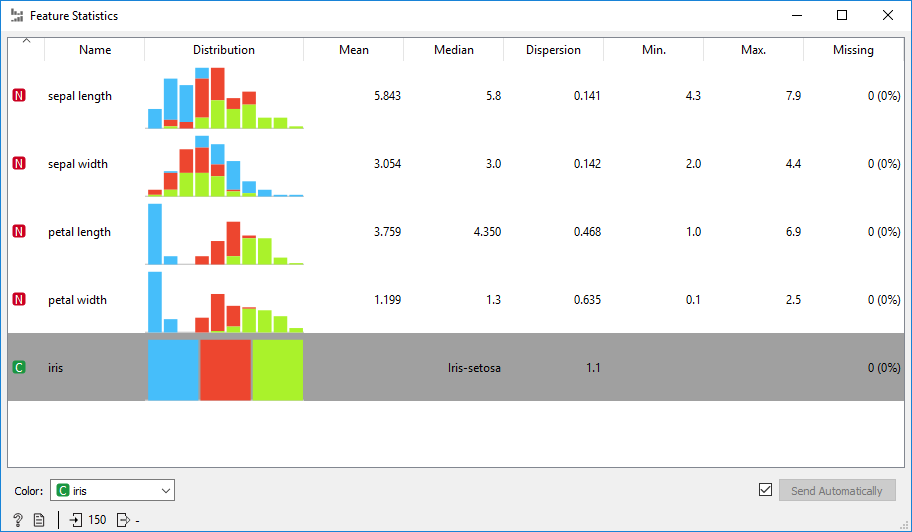 Feature Statistics
Name Distribution Mean Median Dispersion Min. Max. Missing
N sepal length 5.843 5.8 0.141 4.3 7.9 0 (0%)
N sepal width 3.054 3.0 0.142 2.0 4.4 0 (0%)
N petal length 3.759 4.350 0.468 1.0 6.9 0 (0%)
N petal width 1.199 1.3 0.635 0.1 2.5 0 (0%)
C iris Iris-setosa 1.1 0 (0%)
Color: C iris Send Automatically
? 150 -